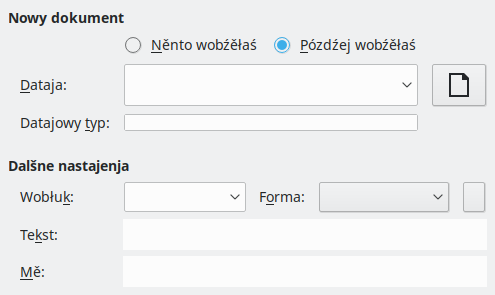 Nowy dokument
Něnto wobźěłaś Pózdźej wobźěłaś
Dataja:
Datajowy typ:
Dalšne nastajenja
Wobłuk: Forma:
Tekst:
Mě: